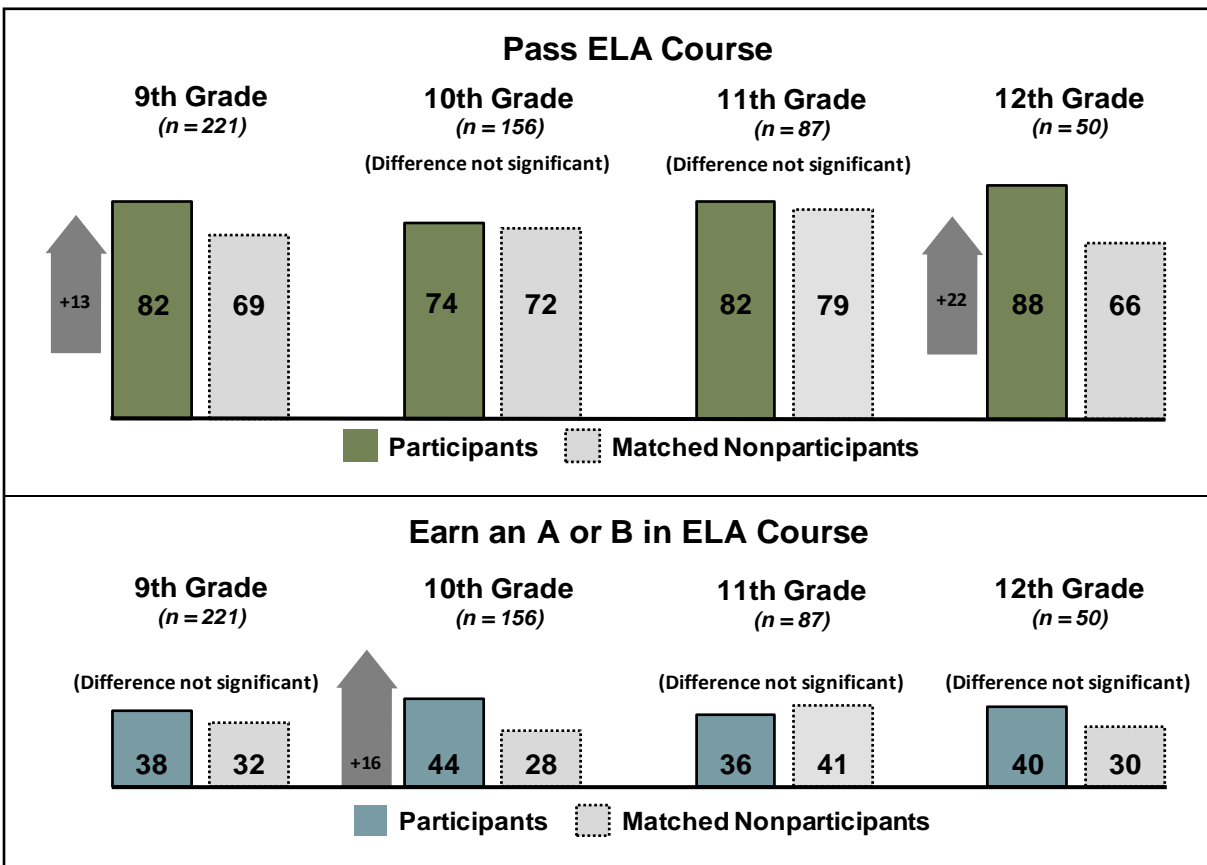 Pass ELA Course
9th Grade
(n = 221)
10th Grade
(n = 156)
(Difference not significant)
11th Grade
(n = 87)
(Difference not significant)
12th Grade
(n = 50)
+13
82
69
74
72
82
79
+22
88
66
Participants
Matched Nonparticipants
Earn an A or B in ELA Course
9th Grade
(n = 221)
(Difference not significant)
10th Grade
(n = 156)
11th Grade
(n = 87)
(Difference not significant)
12th Grade
(n = 50)
(Difference not significant)
38
32
+16
44
28
36
41
40
30
Participants
Matched Nonparticipants